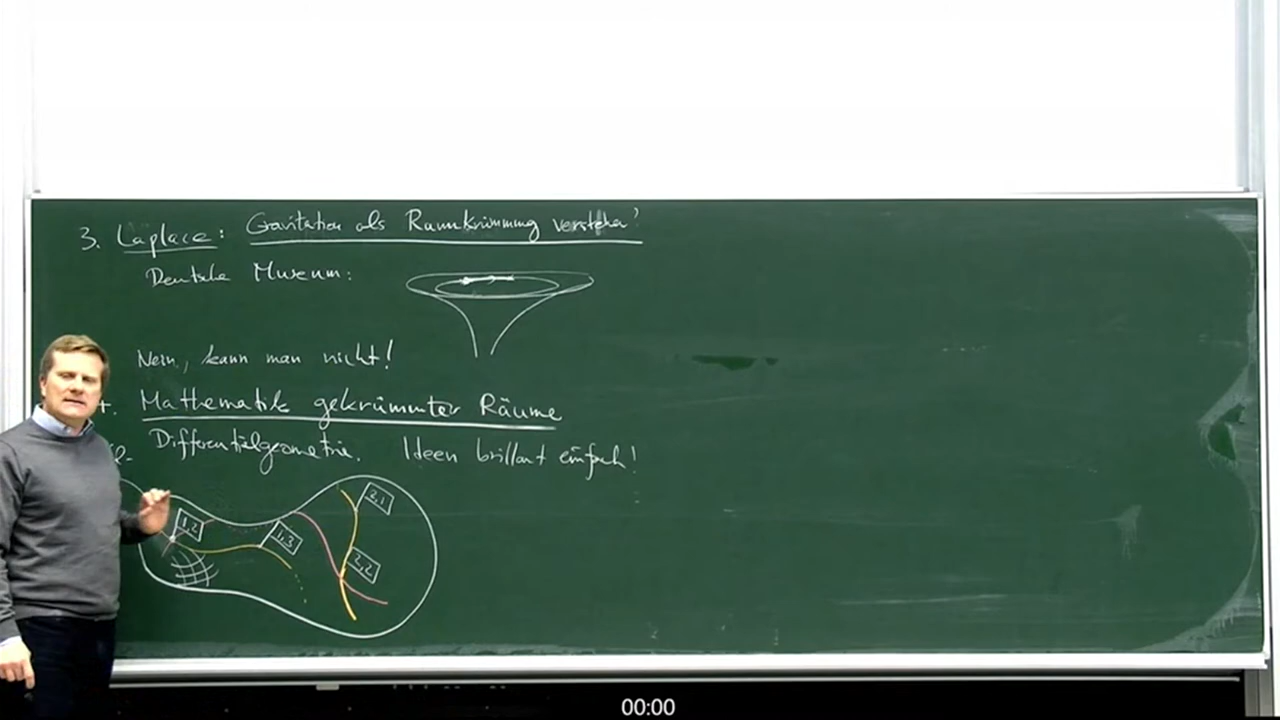 3. Laplace: Gravitation als Raumkrümmung verstehen?
Deutsche Museum:
Nein, kann man nicht!
Mathematik gekrümmter Räume
Differentialgeometrie. Ideen brillant einfach!
2,1
1,2
1,3
2,2
00:00